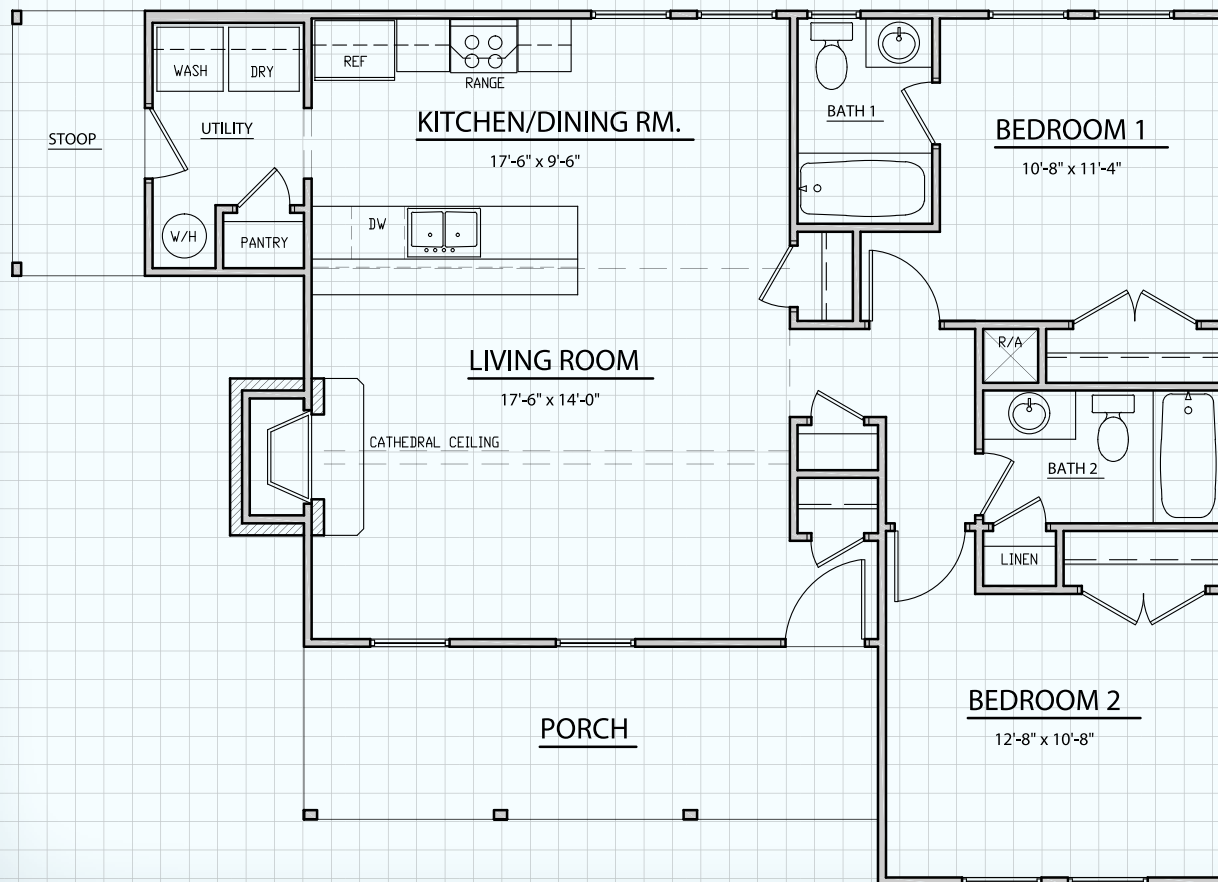 WASH
DRY
REF
RANGE
STOOP
UTILITY
KITCHEN/DINING RM.
17'-6" x 9'-6"
BATH 1
BEDROOM 1
10'-8" x 11'-4"
W/H
PANTRY
DW
LIVING ROOM
17'-6" x 14'-0"
R/A
CATHEDRAL CEILING
BATH 2
LINEN
BEDROOM 2
12'-8" x 10'-8"
PORCH